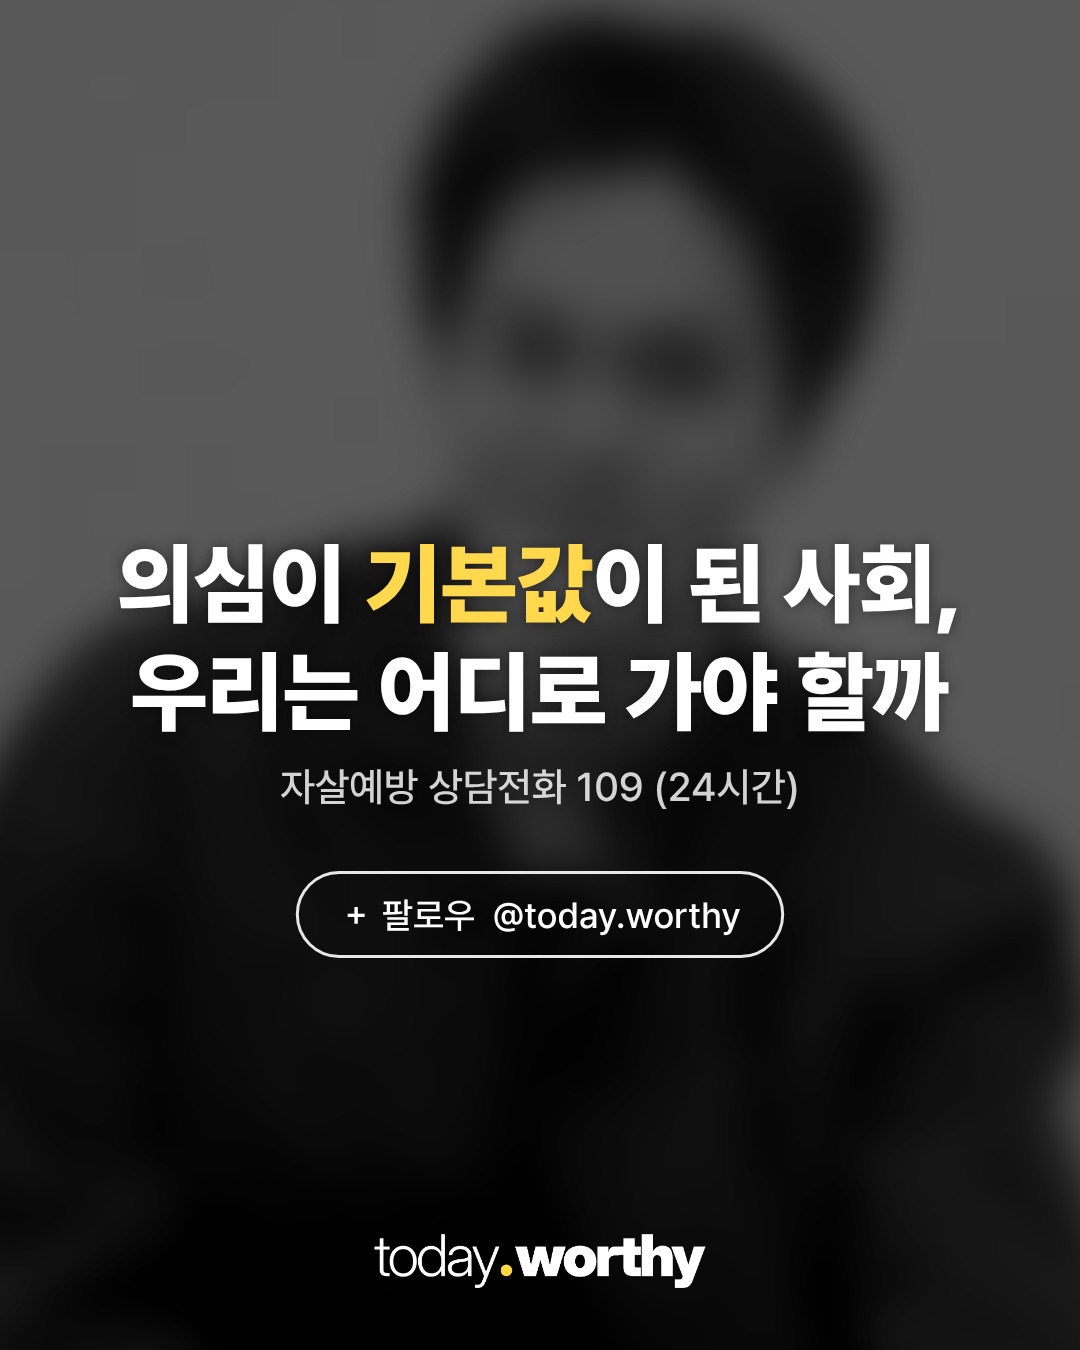 의심이 기본값이 된 사회,
우리는 어디로 가야 할까
자살예방 상담전화 109 (24시간)
+ 팔로우 @today.worthy
today.worthy